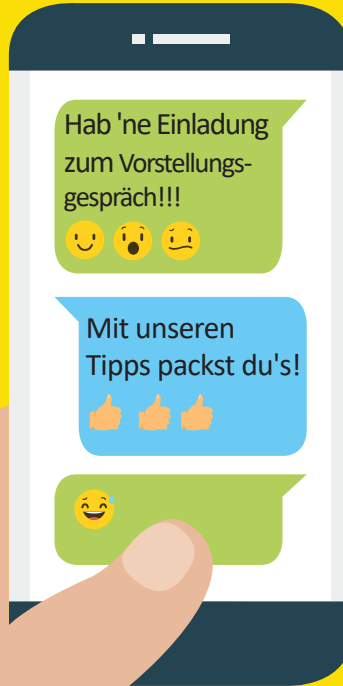 Hab 'ne Einladung
zum Vorstellungs-
gespräch!!!
Mit unseren
Tipps packst du's!